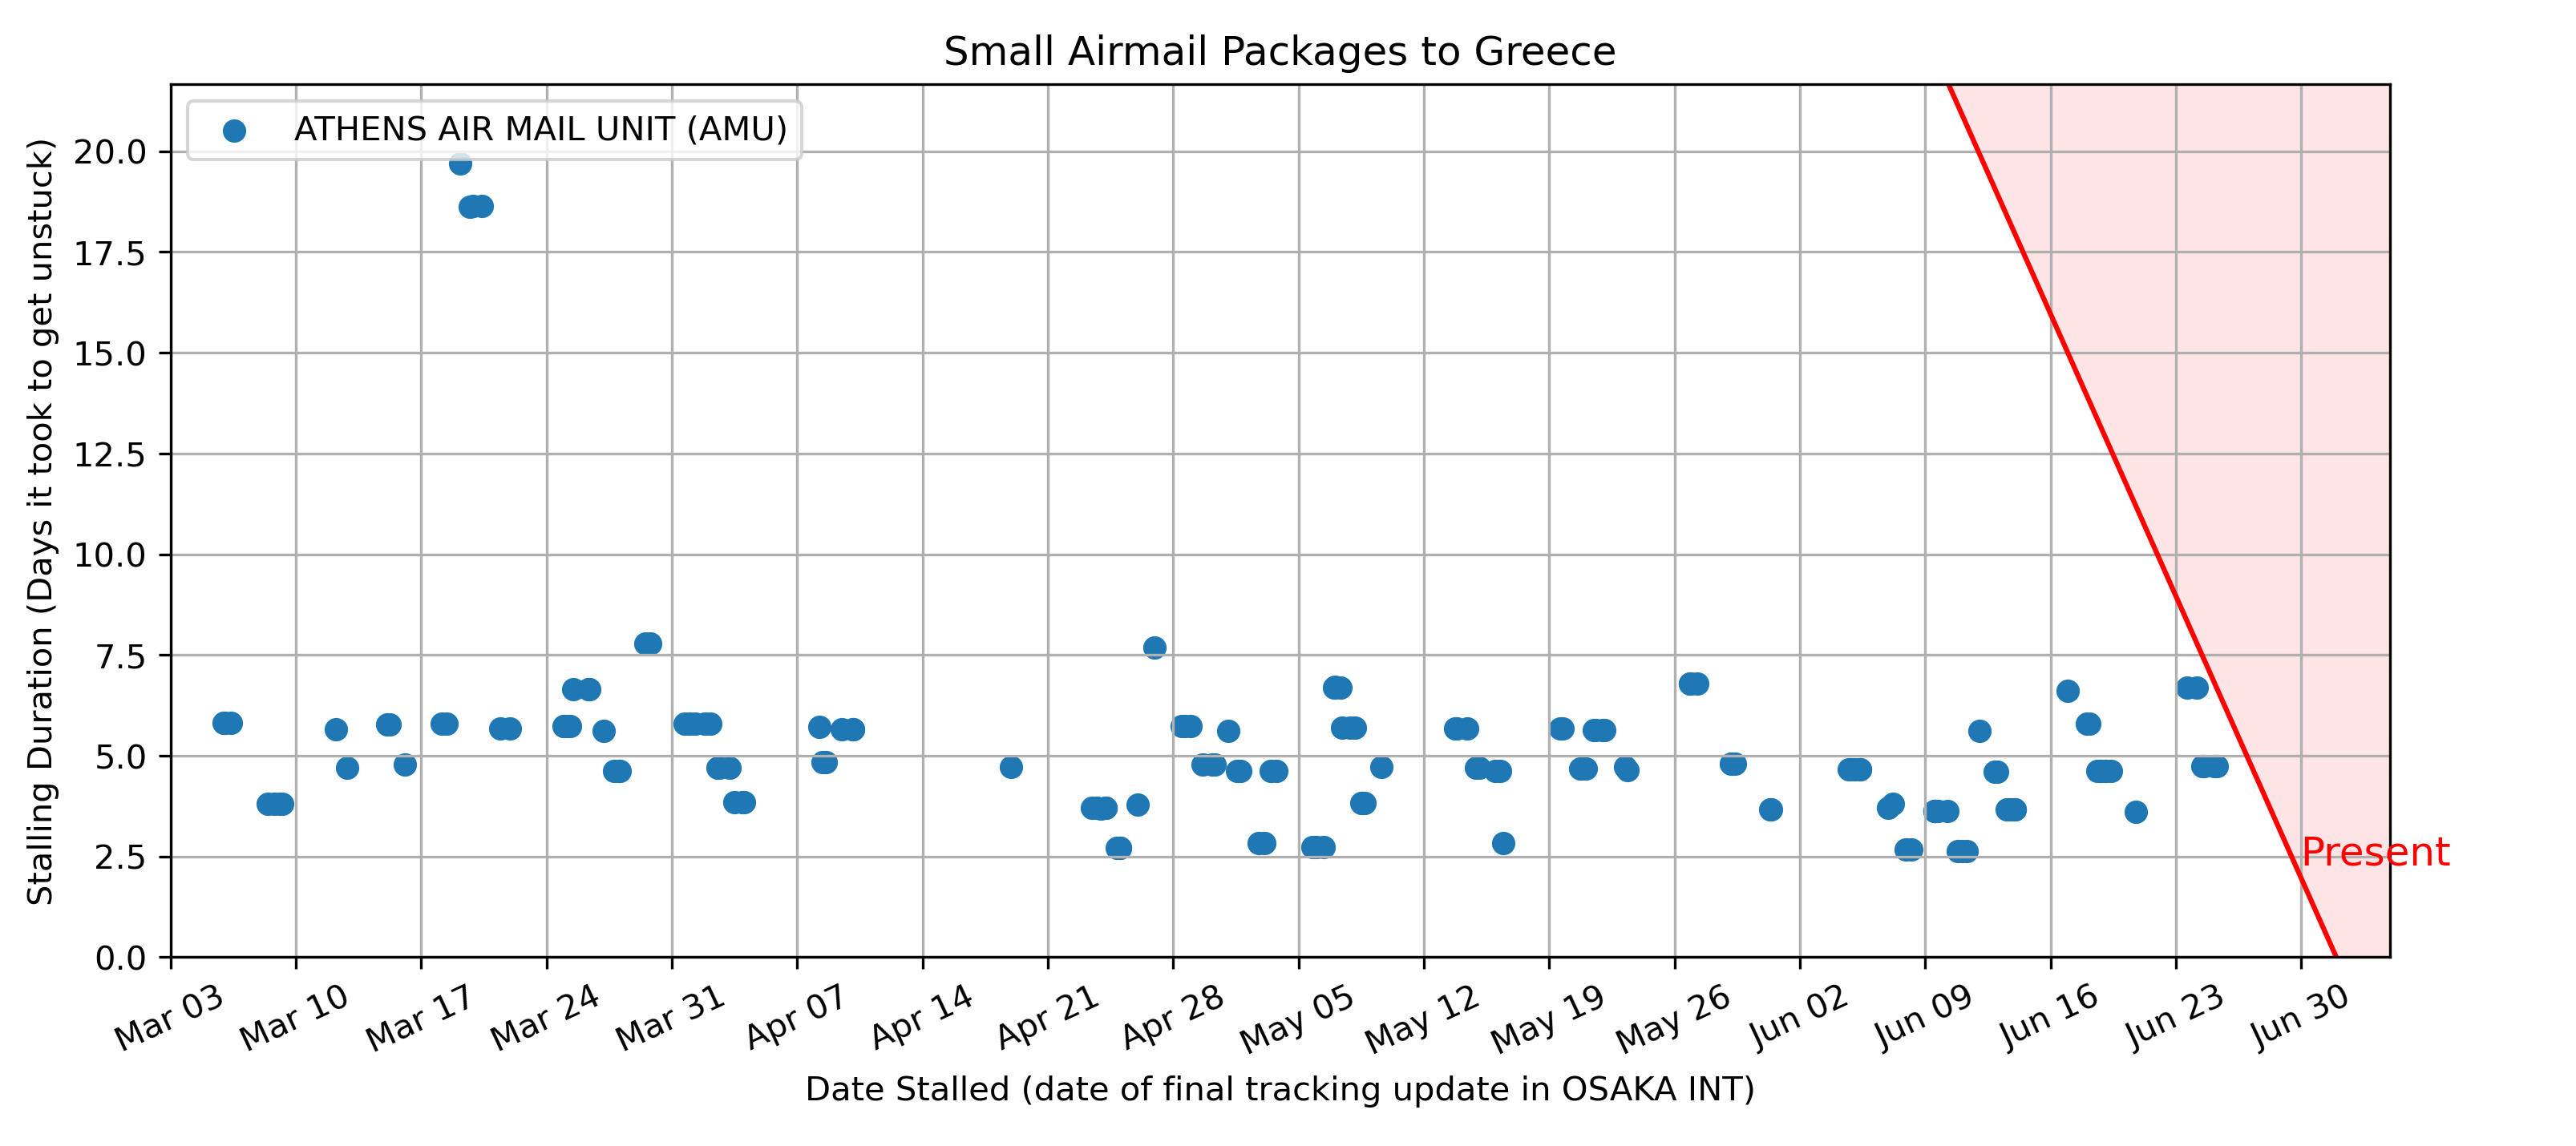 Small Airmail Packages to Greece
ATHENS AIR MAIL UNIT (AMU)
Stalling Duration (Days it took to get unstuck)
20.0
17.5
15.0
12.5
10.0
7.5
5.0
2.5
0.0
Present
Mar 03
Mar 10
Mar 17
Mar 24
Mar 31
Apr 07
Apr 14
Apr 21
Apr 28
May 05
May 12
May 19
May 26
Jun 02
Jun 09
Jun 16
Jun 23
Jun 30
Date Stalled (date of final tracking update in OSAKA INT)